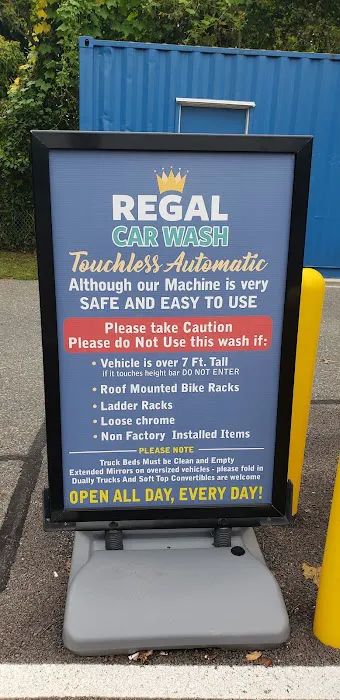 REGAL
CAR WASH
Touchless Automatic
Although our Machine is very
SAFE AND EASY TO USE
Please take Caution
Please do Not Use this wash if:
• Vehicle is over 7 Ft. Tall
if it touches height bar DO NOT ENTER
• Roof Mounted Bike Racks
• Ladder Racks
• Loose chrome
• Non Factory Installed Items
PLEASE NOTE
Truck Beds Must be Clean and Empty
Extended Mirrors on oversized vehicles - please fold in
Dually Trucks And Soft Top Convertibles are welcome
OPEN ALL DAY, EVERY DAY!